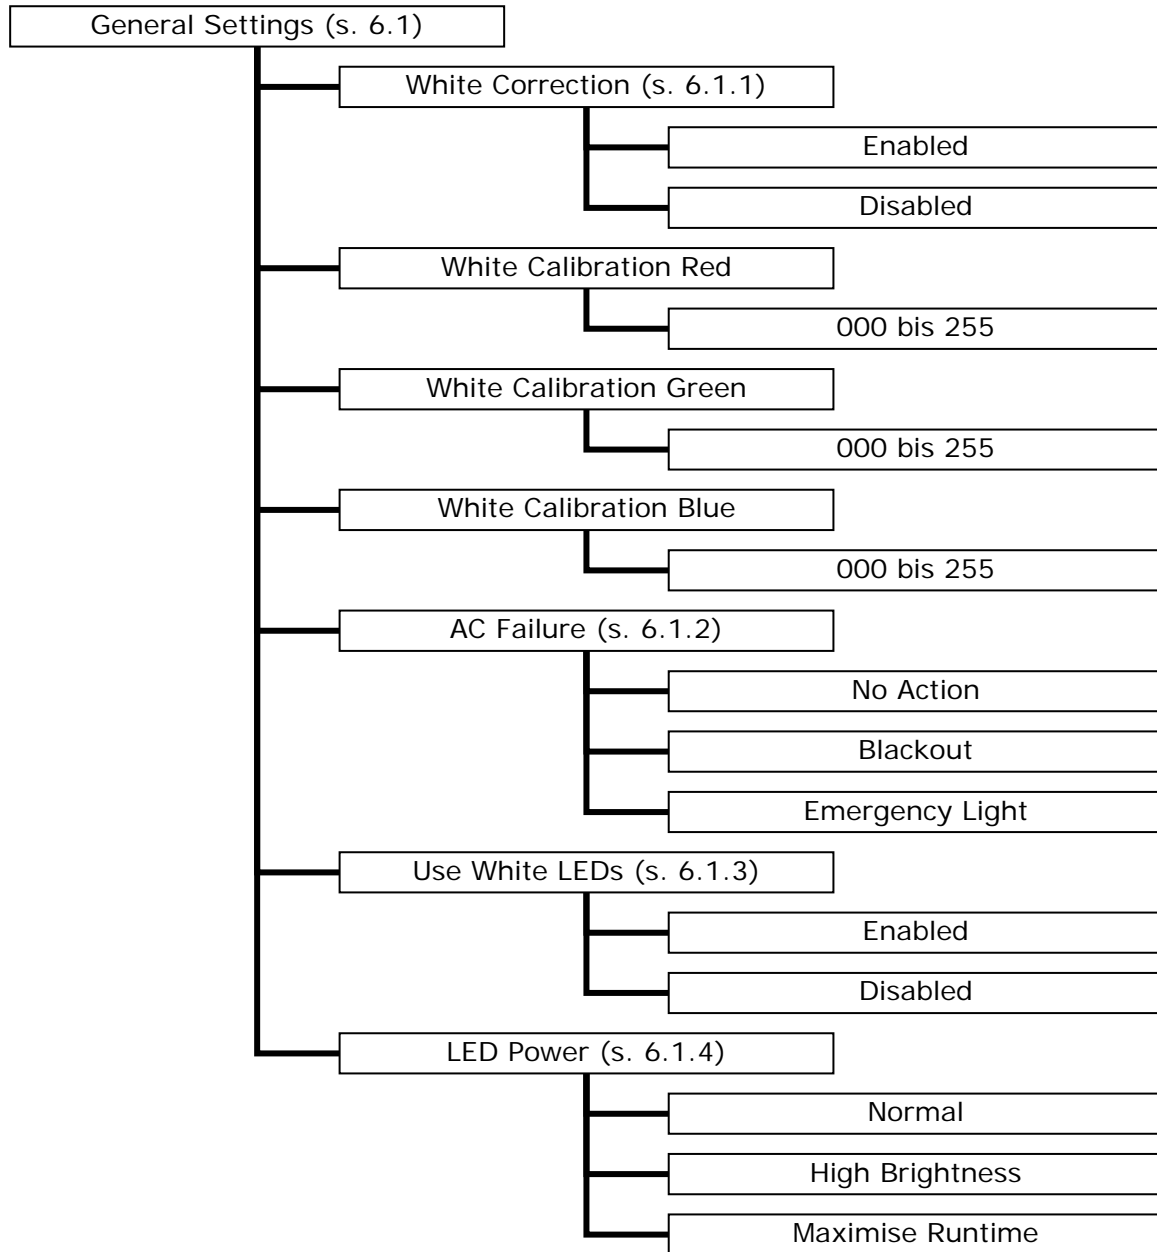 General Settings (s. 6.1)
White Correction (s. 6.1.1)
Enabled
Disabled
White Calibration Red
000 bis 255
White Calibration Green
000 bis 255
White Calibration Blue
000 bis 255
AC Failure (s. 6.1.2)
No Action
Blackout
Emergency Light
Use White LEDs (s. 6.1.3)
Enabled
Disabled
LED Power (s. 6.1.4)
Normal
High Brightness
Maximise Runtime